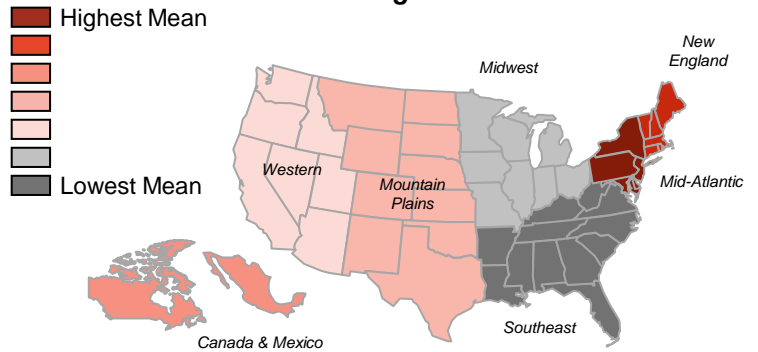 Highest Mean
New
England
Midwest
Western
Mountain
Plains
Mid-Atlantic
Lowest Mean
Southeast
Canada & Mexico